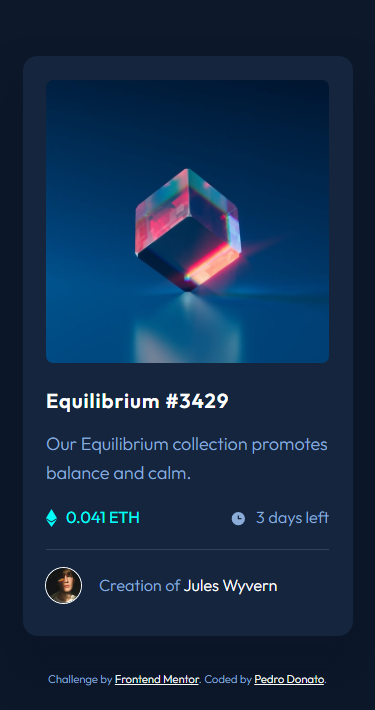 Equilibrium #3429
Our Equilibrium collection promotes
balance and calm.
0.041 ETH
3 days left
Creation of Jules Wyvern
Challenge by Frontend Mentor. Coded by Pedro Donato.